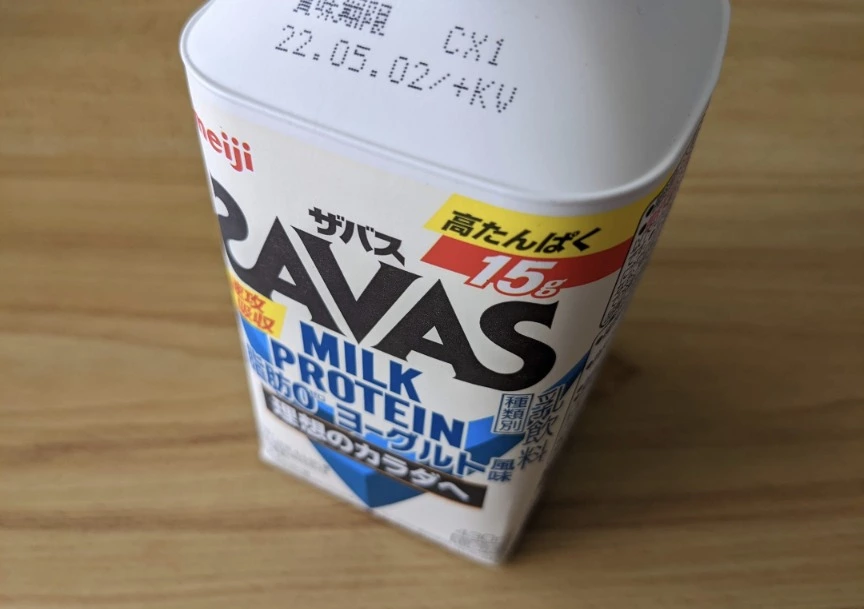 賞味期限 CX1
22.05.02/+KV
meiji
ザバス
SAVAS
高たんぱく
15g
MILK
PROTEIN
脂肪0
ヨーグルト風味
理想のカラダへ
種類別
乳飲料